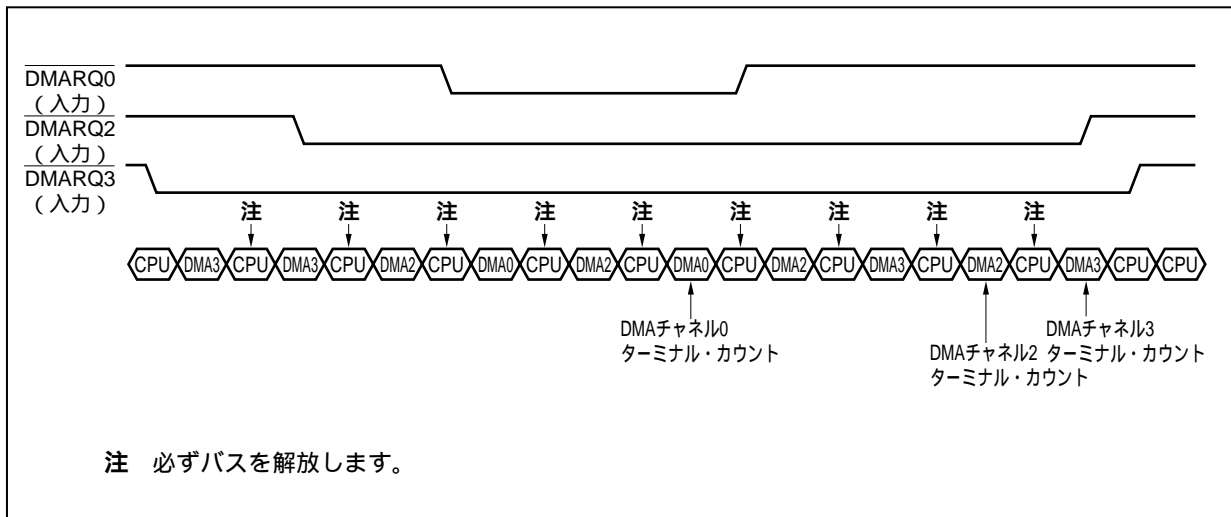 DMARQ0
（入力）
DMARQ2
（入力）
DMARQ3
（入力）
注 注 注 注 注 注 注 注 注
CPU DMA3 CPU DMA3 CPU DMA2 CPU DMA0 CPU DMA2 CPU DMA0 CPU DMA2 CPU DMA3 CPU DMA2 CPU DMA3 CPU CPU
DMAチャネル0
ターミナル・カウント
DMAチャネル2
ターミナル・カウント
DMAチャネル3
ターミナル・カウント
注 必ずバスを解放します。